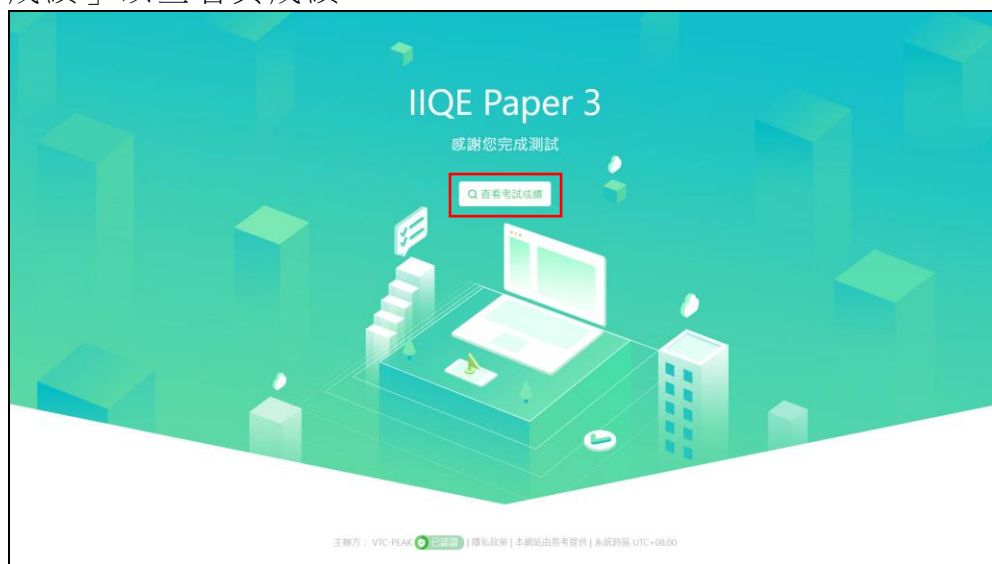 成績」以查看其成績
IIQE Paper 3
感謝您完成測試
查看考試成績
主辦方： VTC-PEAK 已認證 | 隱私政策 | 本網站由易考提供 | 系統時區 UTC+08:00